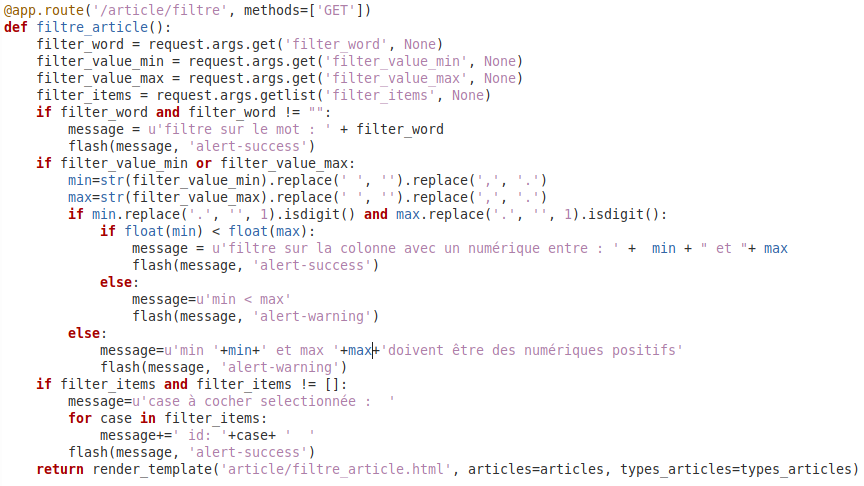 @app.route('/article/filtre', methods=['GET'])
def filtre_article():
    filter_word = request.args.get('filter_word', None)
    filter_value_min = request.args.get('filter_value_min', None)
    filter_value_max = request.args.get('filter_value_max', None)
    filter_items = request.args.getlist('filter_items', None)
    if filter_word and filter_word != "":
        message = u'filtre sur le mot : ' + filter_word
        flash(message, 'alert-success')
    if filter_value_min or filter_value_max:
        min=str(filter_value_min).replace(' ', '').replace(',', '.')
        max=str(filter_value_max).replace(' ', '').replace(',', '.')
        if min.replace('.', '', 1).isdigit() and max.replace('.', '', 1).isdigit():
            if float(min) < float(max):
                message = u'filtre sur la colonne avec un numérique entre : ' +  min + " et "+ max
                flash(message, 'alert-success')
            else:
                message=u'min < max'
                flash(message, 'alert-warning')
        else:
            message=u'min '+min+' et max '+max+'doivent être des numériques positifs'
            flash(message, 'alert-warning')
    if filter_items and filter_items != []:
        message=u'case à cocher selectionnée :  '
        for case in filter_items:
            message+=' id: '+case+ '  '
        flash(message, 'alert-success')
    return render_template('article/filtre_article.html', articles=articles, types_articles=types_articles)